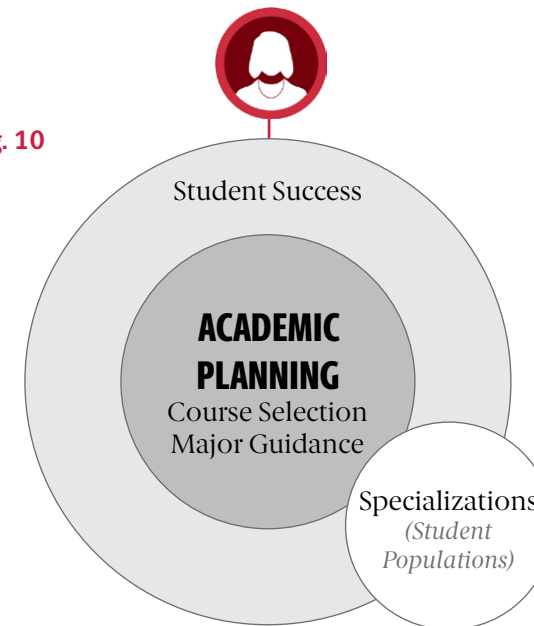 g. 10
Student Success
ACADEMIC
PLANNING
Course Selection
Major Guidance
Specializations
(Student
Populations)